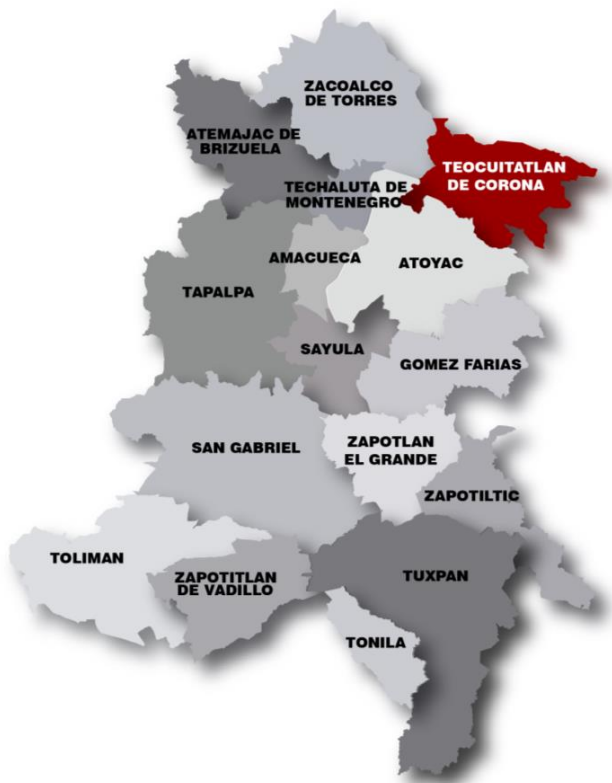 ZACOALCO
DE TORRES
ATEMAJAC DE
BRIZUELA
TEOCUITATLAN
DE CORONA
TECHALUTA DE
MONTENEGRO
AMACUECA
ATOYAC
TAPALPA
SAYULA
GOMEZ FARIAS
SAN GABRIEL
ZAPOTLAN
EL GRANDE
ZAPOTILTIC
TOLIMAN
ZAPOTITLAN
DE VADILLO
TUXPAN
TONILA